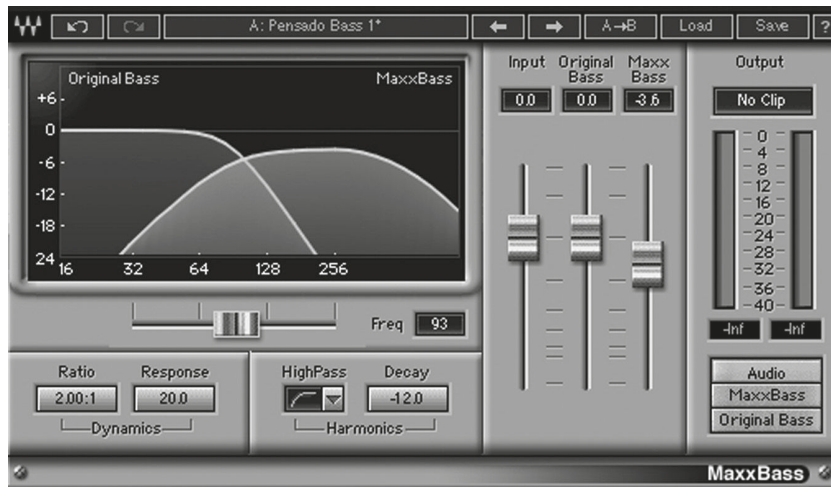 A: Pensado Bass 1*
A→B
Load
Save
?
Original Bass
MaxxBass
+6
0
-6
-12
-18
24
16 32 64 128 256
Freq 93
Ratio Response
2.00:1 20.0
Dynamics
HighPass Decay
-12.0
Harmonics
Input Original Bass Maxx Bass
0.0 0.0 -3.6
Output
No Clip
0
4
8
12
16
20
24
28
32
36
40
-Inf -Inf
Audio
MaxxBass
Original Bass
MaxxBass